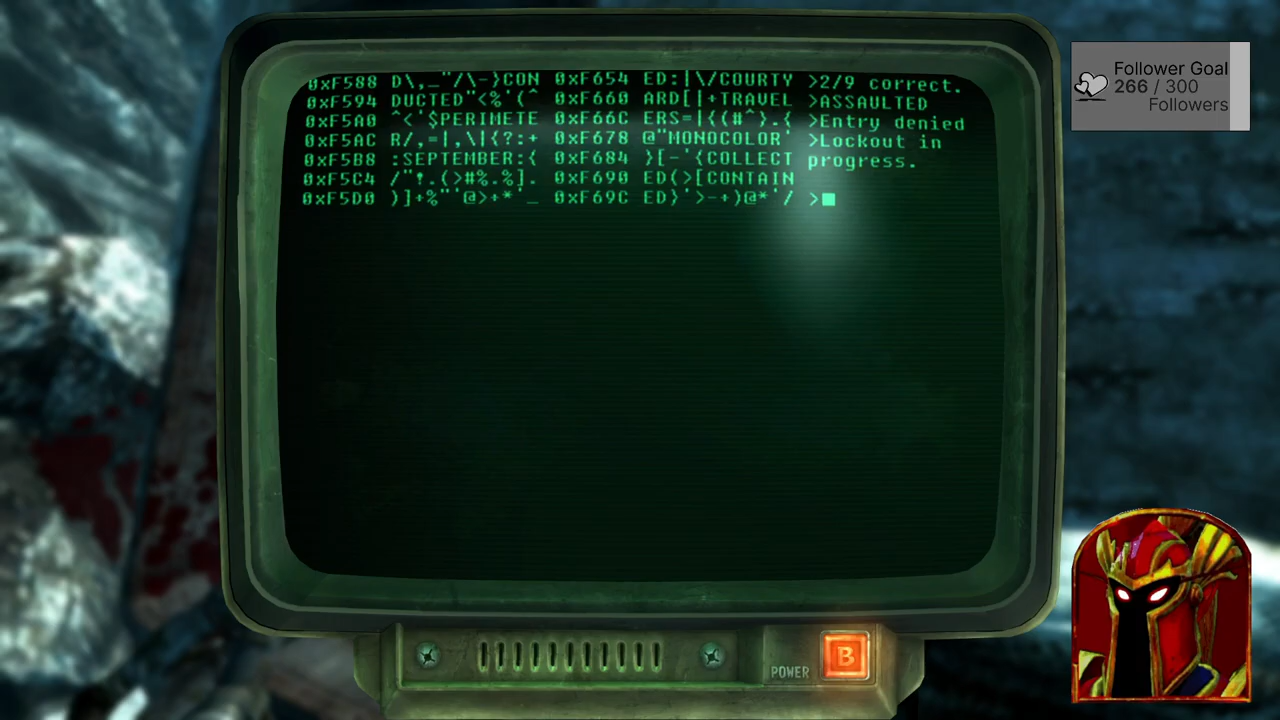 0xF588 D\,_"/\-}CON 0xF654 ED:|\/COURTY >2/9 correct.
0xF594 DUCTED"<%'(^ 0xF660 ARD[|+TRAVEL >ASSAULTED
0xF5A0 ^<'$PERIMETE 0xF66C ERS=|{((#^}.{ >Entry denied
0xF5AC R/,=|,\|{?:+ 0xF678 @"MONOCOLOR' >Lockout in
0xF5B8 :SEPTEMBER:{ 0xF684 }[-'{COLLECT progress.
0xF5C4 /"!.(>#%.%]. 0xF690 ED(>[CONTAIN
0xF5D0 )]+%"'@>+*'_ 0xF69C ED}'>-+)@*'/ >
Follower Goal
266 / 300
Followers
POWER
B